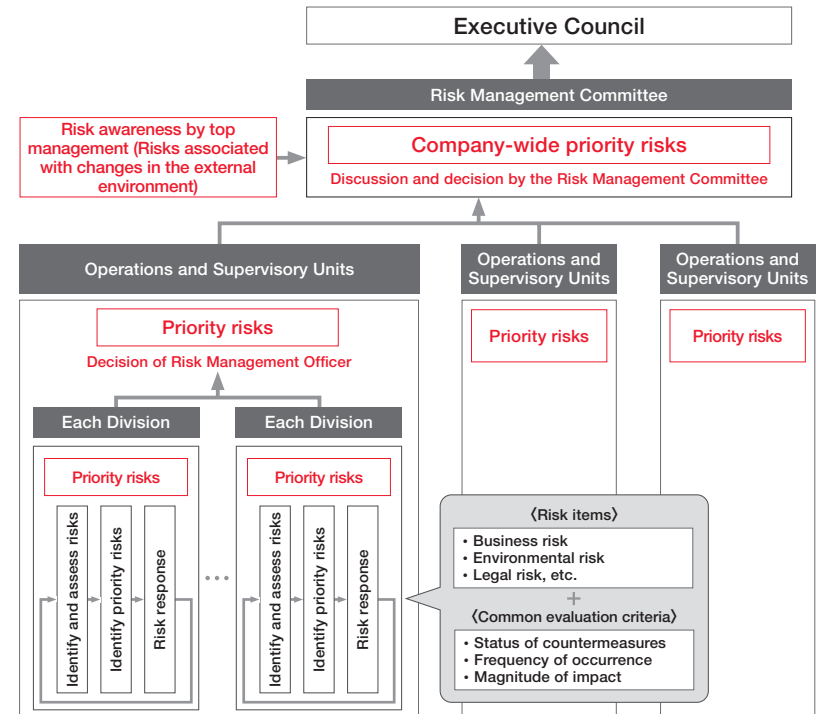 Executive Council
Risk Management Committee
Risk awareness by top
management (Risks associated
with changes in the external
environment)
Company-wide priority risks
Discussion and decision by the Risk Management Committee
Operations and Supervisory Units
Operations and
Supervisory Units
Operations and
Supervisory Units
Priority risks
Decision of Risk Management Officer
Priority risks
Priority risks
Each Division
Each Division
Priority risks
Identify and assess risks
Identify priority risks
Risk response
...
Priority risks
Identify and assess risks
Identify priority risks
Risk response
〈Risk items〉
• Business risk
• Environmental risk
• Legal risk, etc.
+
〈Common evaluation criteria〉
• Status of countermeasures
• Frequency of occurrence
• Magnitude of impact